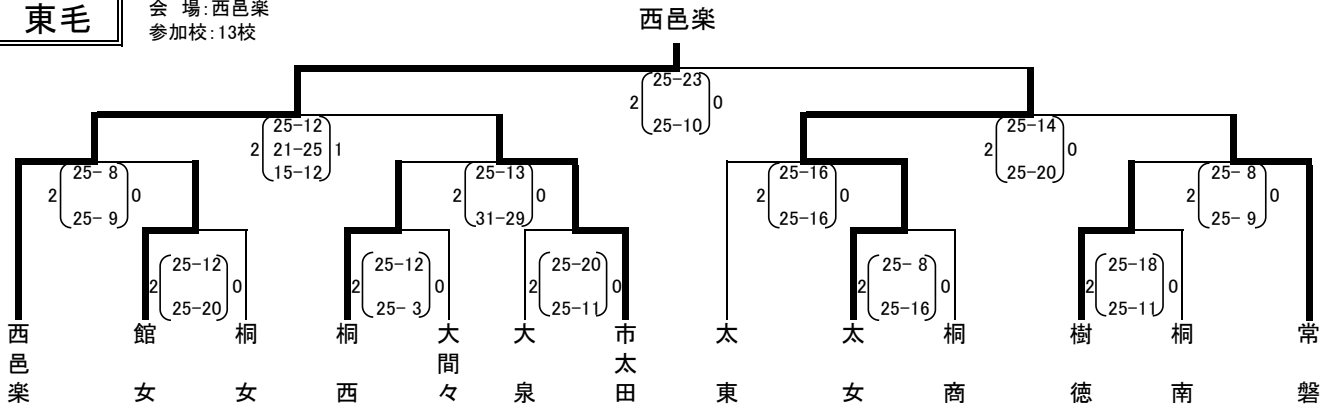 東毛
会 場:西邑楽
参加校:13校
西邑楽
25-23
2 0
25-10
25-12
2 21-25 1
15-12
25-14
2 0
25-20
25- 8
2 0
25- 9
25-13
2 0
31-29
25-16
2 0
25-16
25- 8
2 0
25- 9
25-12
2 0
25-20
25-12
2 0
25- 3
25-20
2 0
25-11
25- 8
2 0
25-16
25-18
2 0
25-11
西邑楽
館女
桐女
桐西
大間々
大泉
市太田
太東
太女
桐商
樹徳
桐南
常磐